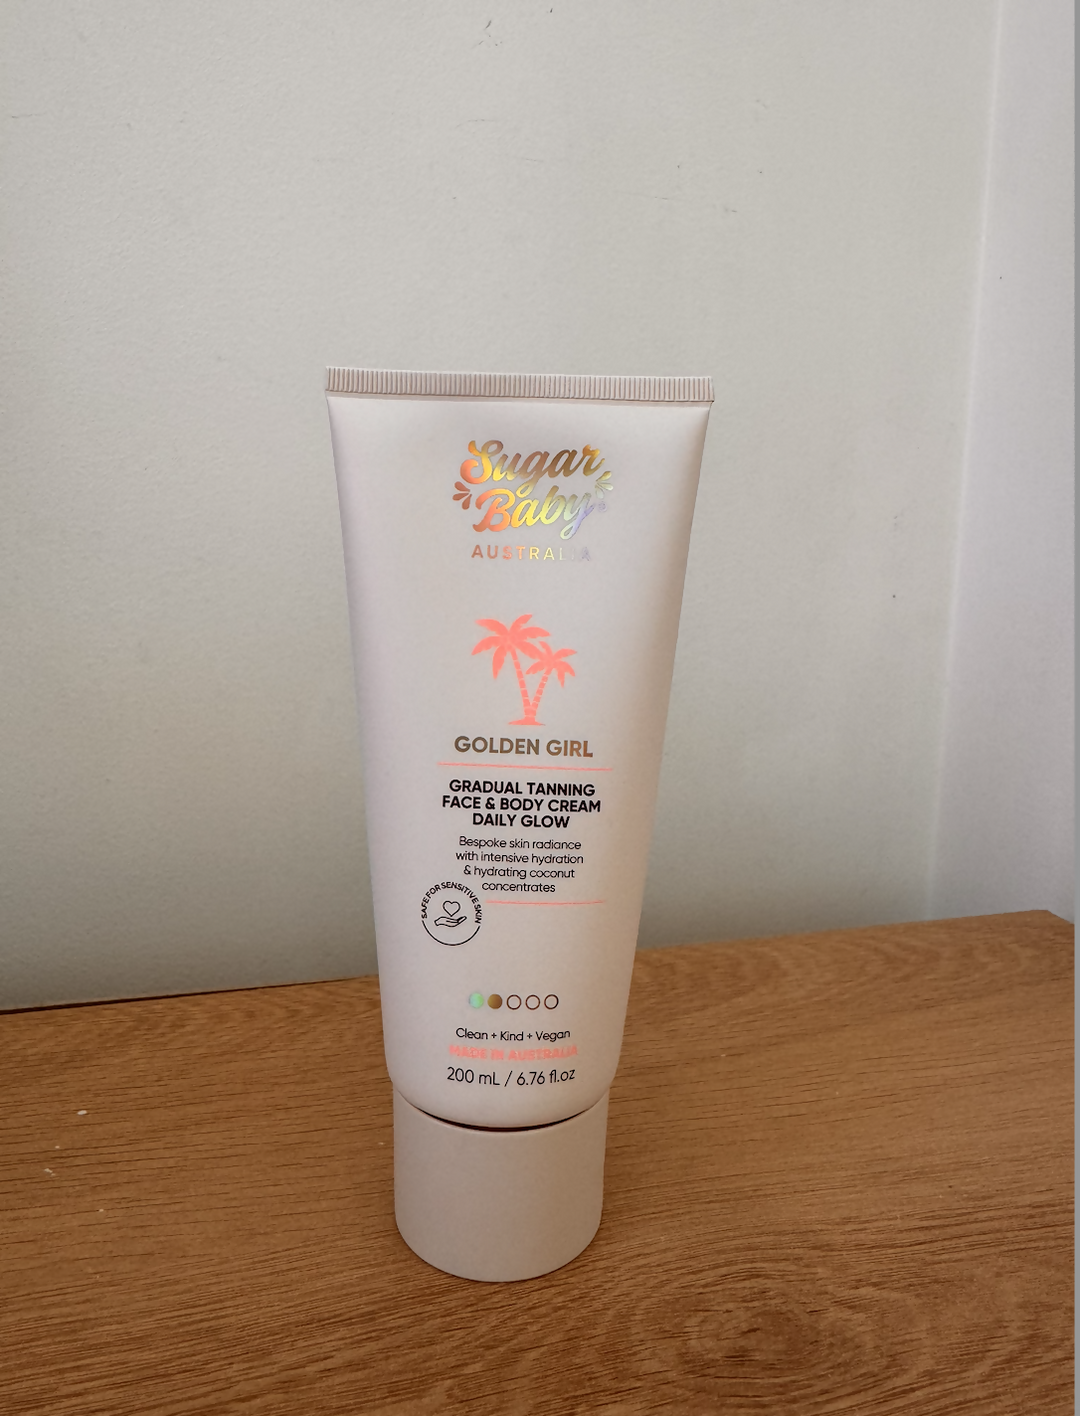 Sugar
Baby
AUSTRALIA
GOLDEN GIRL
GRADUAL TANNING
FACE & BODY CREAM
DAILY GLOW
Bespoke skin radiance
with intensive hydration
& hydrating coconut
concentrates
SAFE FOR SENSITIVE SKIN
Clean + Kind + Vegan
MADE IN AUSTRALIA
200 mL / 6.76 fl.oz